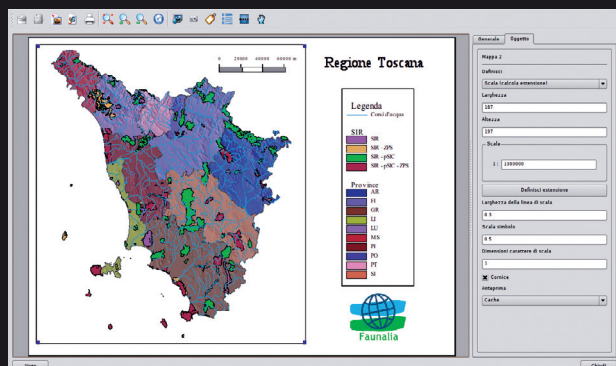 Regione Toscana
0 20000 40000 60000 m
Legenda
Corsi d'acqua
SIR
SIR
SIR - ZPS
SIR - pSIC
SIR - pSIC - ZPS
Province
AR
FI
GR
LI
LU
MS
PI
PO
PT
SI
Faunalia
Generale Oggetto
Mappa 2
Definisci
Scala (calcola estensione)
Larghezza
187
Altezza
197
Scala
1 : 1300000
Definisci estensione
Larghezza della linea di scala
0.3
Scala simbolo
0.5
Dimensioni carattere di scala
1
Cornice
Anteprima
Cache
Chiudi